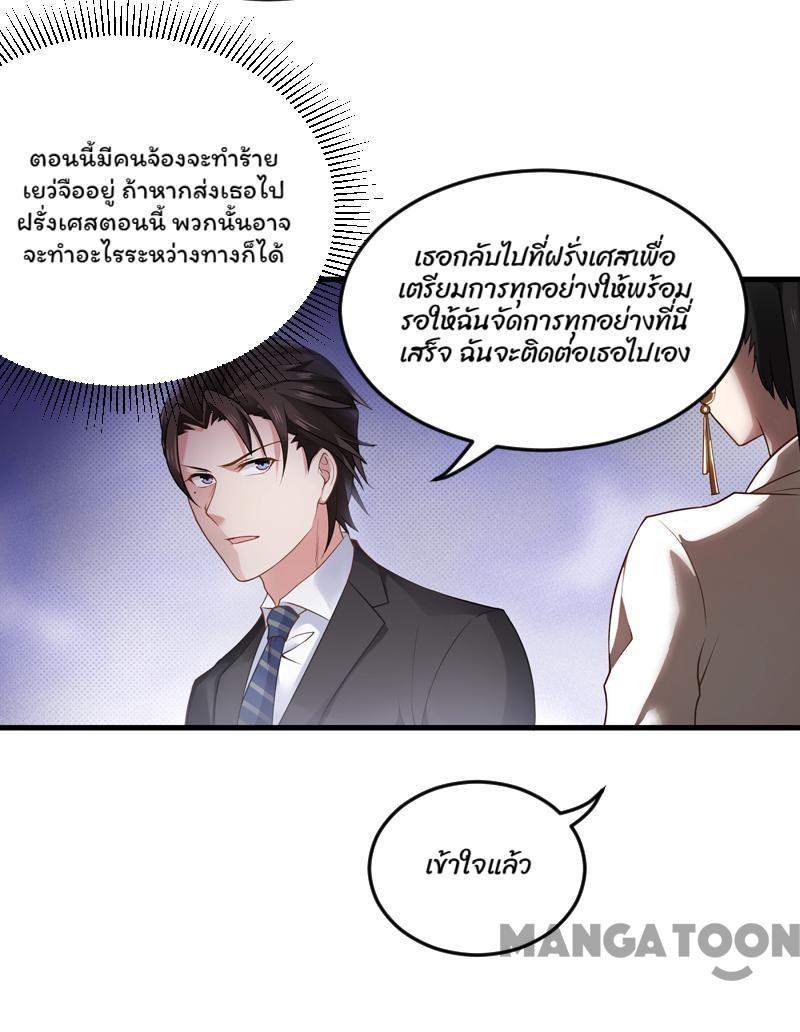 ตอนนี้มีคนจ้องจะทำร้าย
เยว่จืออยู่ ถ้าหากส่งเธอไป
ฝรั่งเศสตอนนี้ พวกนั้นอาจ
จะทำอะไรระหว่างทางก็ได้
เธอกลับไปที่ฝรั่งเศสเพื่อ
เตรียมการทุกอย่างให้พร้อม
รอให้ฉันจัดการทุกอย่างที่นี่
เสร็จ ฉันจะติดต่อเธอไปเอง
เข้าใจแล้ว
MANGATOON